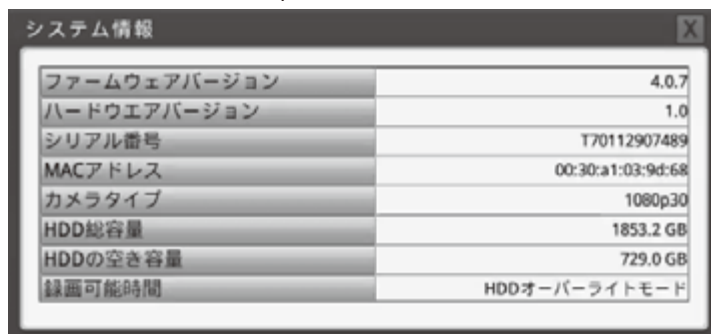 システム情報 X
ファームウェアバージョン 4.0.7
ハードウエアバージョン 1.0
シリアル番号 T70112907489
MACアドレス 00:30:a1:03:9d:68
カメラタイプ 1080p30
HDD総容量 1853.2 GB
HDDの空き容量 729.0 GB
録画可能時間 HDDオーバーライトモード